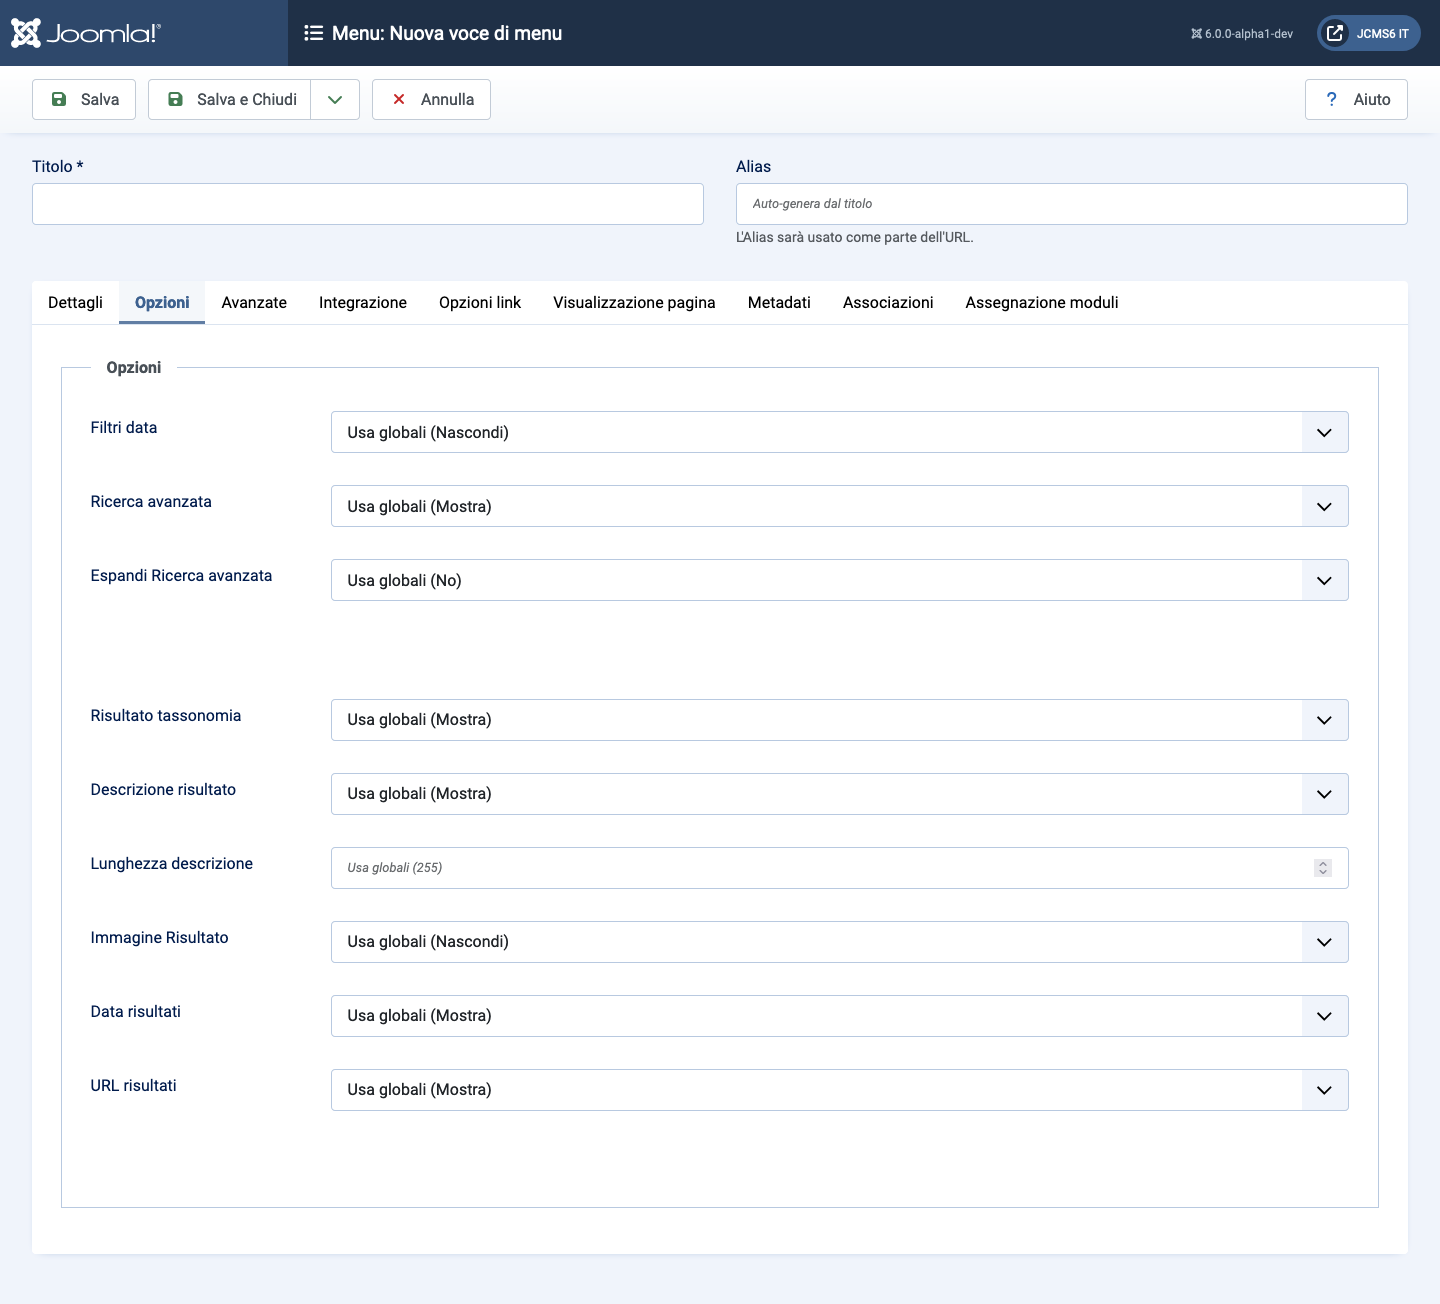 Joomla!®
Menu: Nuova voce di menu
6.0.0-alpha1-dev
JCMS6 IT
Salva
Salva e Chiudi
Annulla
? Aiuto
Titolo *
Alias
Auto-genera dal titolo
L'Alias sarà usato come parte dell'URL.
Dettagli Opzioni Avanzate Integrazione Opzioni link Visualizzazione pagina Metadati Associazioni Assegnazione moduli
Opzioni
Filtri data
Usa globali (Nascondi)
Ricerca avanzata
Usa globali (Mostra)
Espandi Ricerca avanzata
Usa globali (No)
Risultato tassonomia
Usa globali (Mostra)
Descrizione risultato
Usa globali (Mostra)
Lunghezza descrizione
Usa globali (255)
Immagine Risultato
Usa globali (Nascondi)
Data risultati
Usa globali (Mostra)
URL risultati
Usa globali (Mostra)